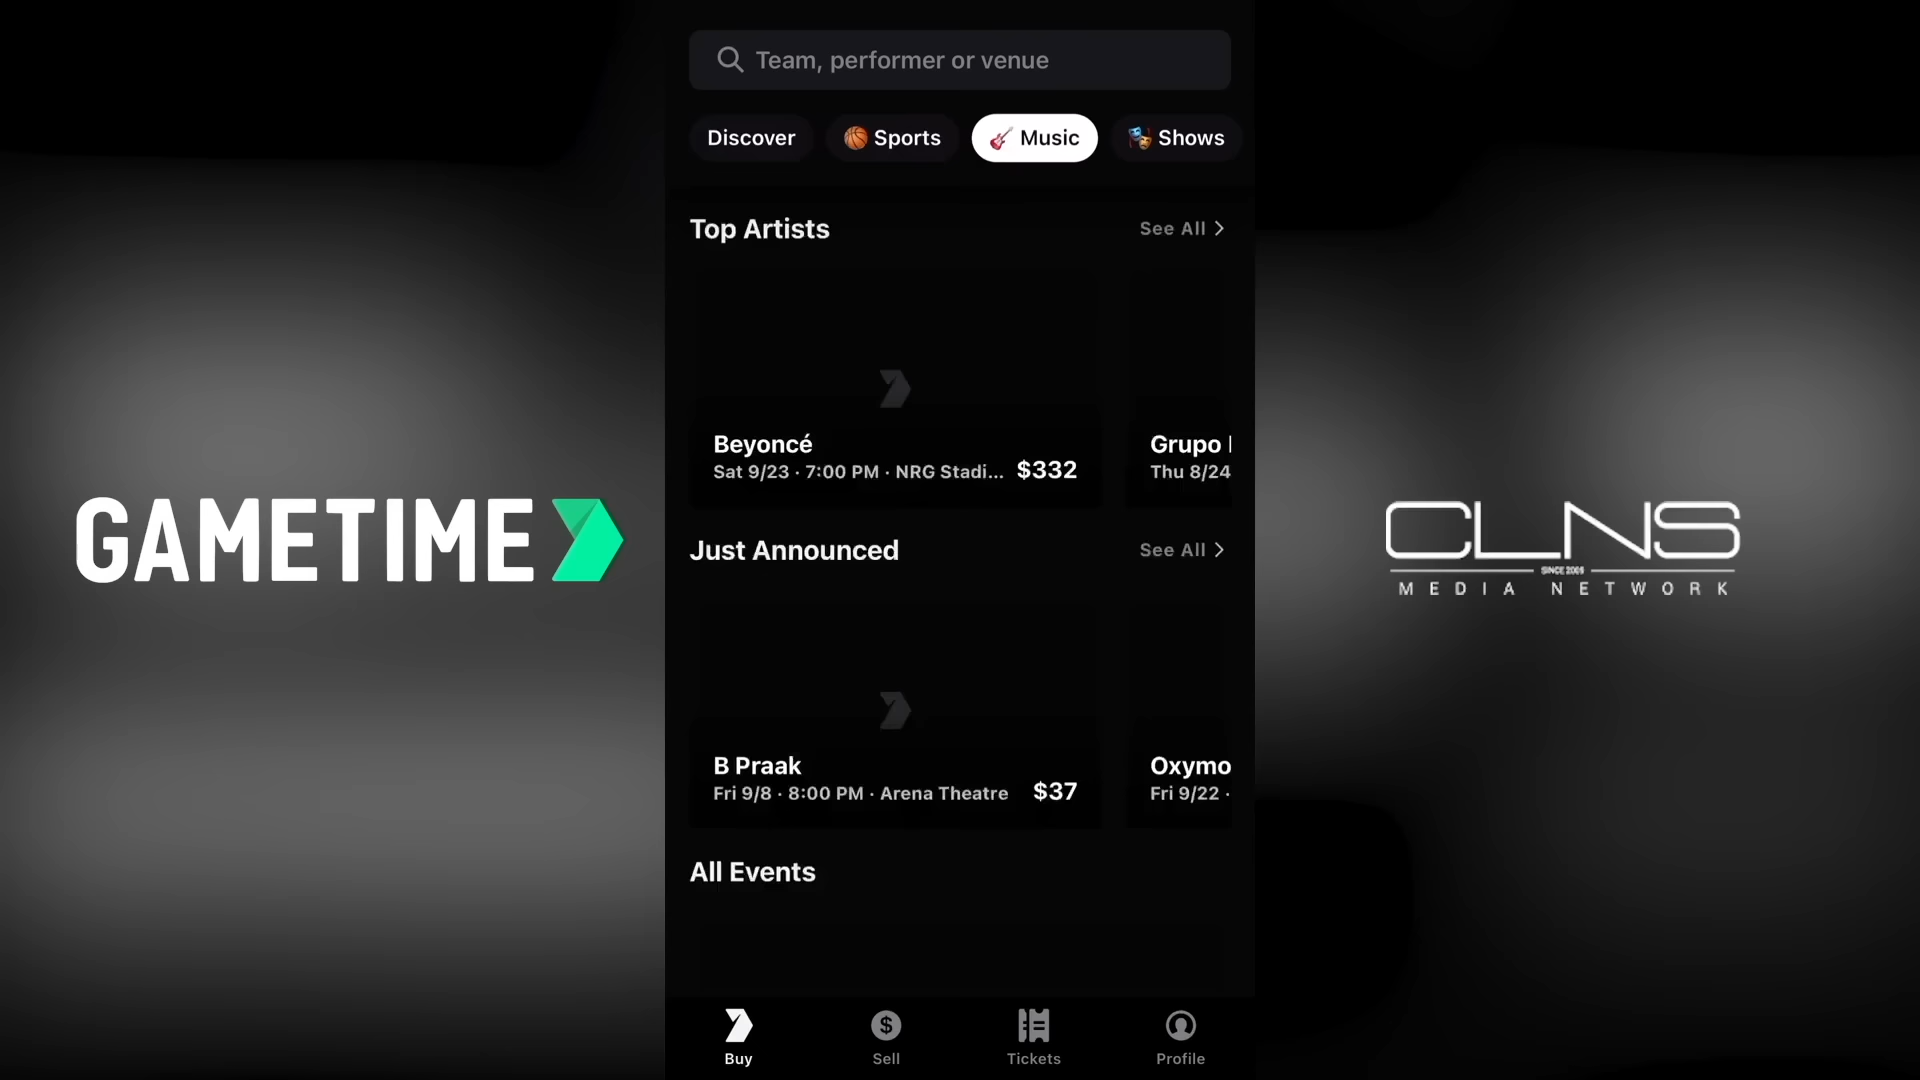 Team, performer or venue
Discover
Sports
Music
Shows
Top Artists
See All
Beyoncé
Sat 9/23 · 7:00 PM · NRG Stadi...
$332
Grupo
Thu 8/24
Just Announced
See All
B Praak
Fri 9/8 · 8:00 PM · Arena Theatre
$37
Oxymo
Fri 9/22 ·
All Events
Buy
Sell
Tickets
Profile
GAMETIME
CLNS
SINCE 2005
MEDIA NETWORK